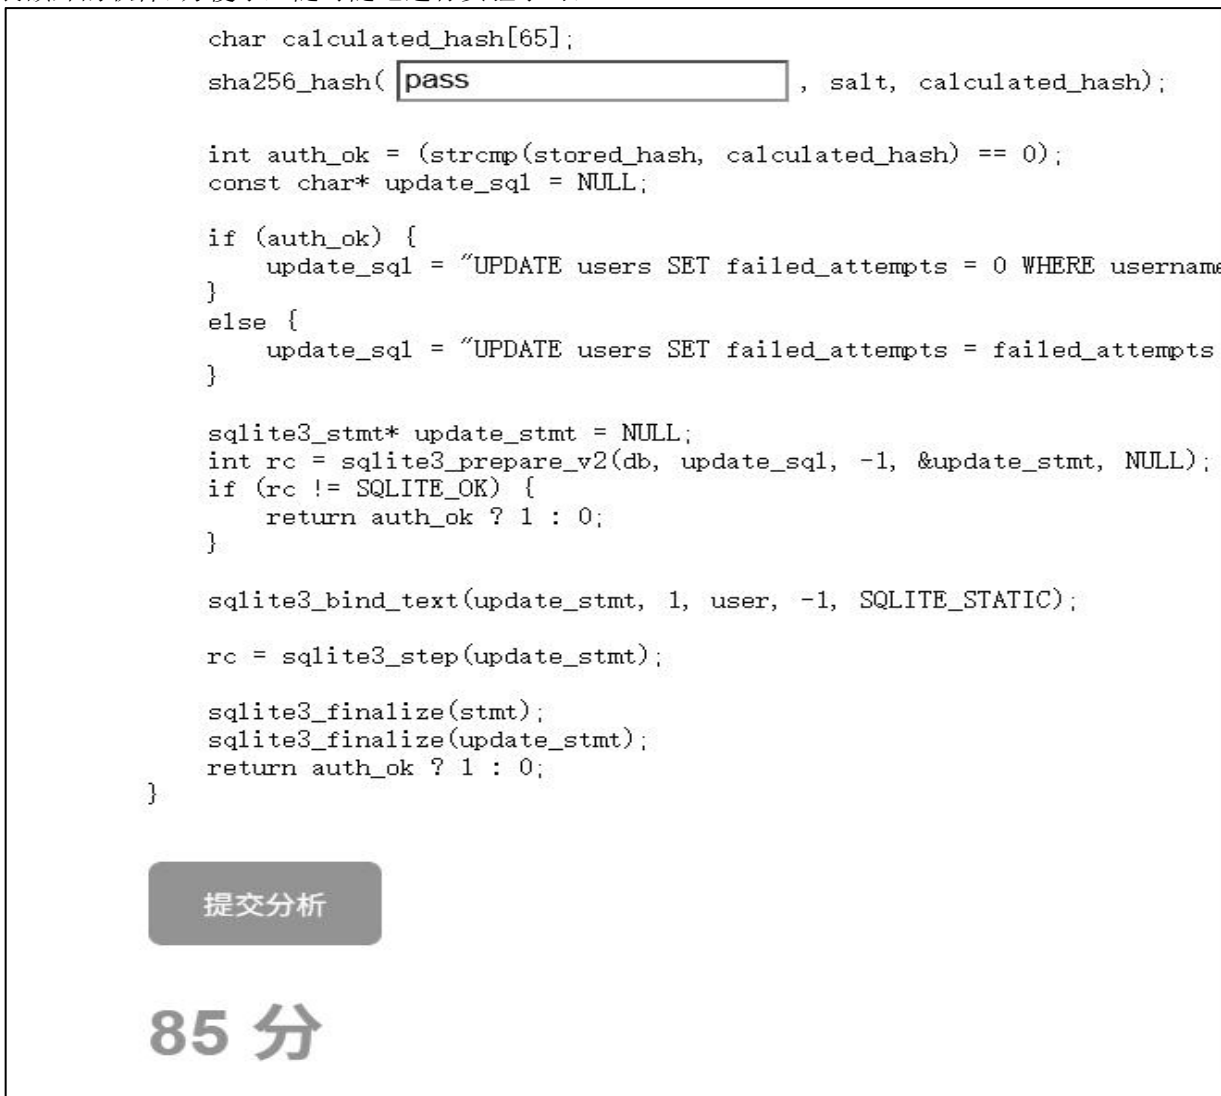 char calculated_hash[65];
sha256_hash( pass , salt, calculated_hash);
int auth_ok = (strcmp(stored_hash, calculated_hash) == 0);
const char* update_sql = NULL;
if (auth_ok) {
update_sql = "UPDATE users SET failed_attempts = 0 WHERE username
}
else {
update_sql = "UPDATE users SET failed_attempts = failed_attempts
}
sqlite3_stmt* update_stmt = NULL;
int rc = sqlite3_prepare_v2(db, update_sql, -1, &update_stmt, NULL);
if (rc != SQLITE_OK) {
return auth_ok ? 1 : 0;
}
sqlite3_bind_text(update_stmt, 1, user, -1, SQLITE_STATIC);
rc = sqlite3_step(update_stmt);
sqlite3_finalize(stmt);
sqlite3_finalize(update_stmt);
return auth_ok ? 1 : 0;
}
提交分析
85 分